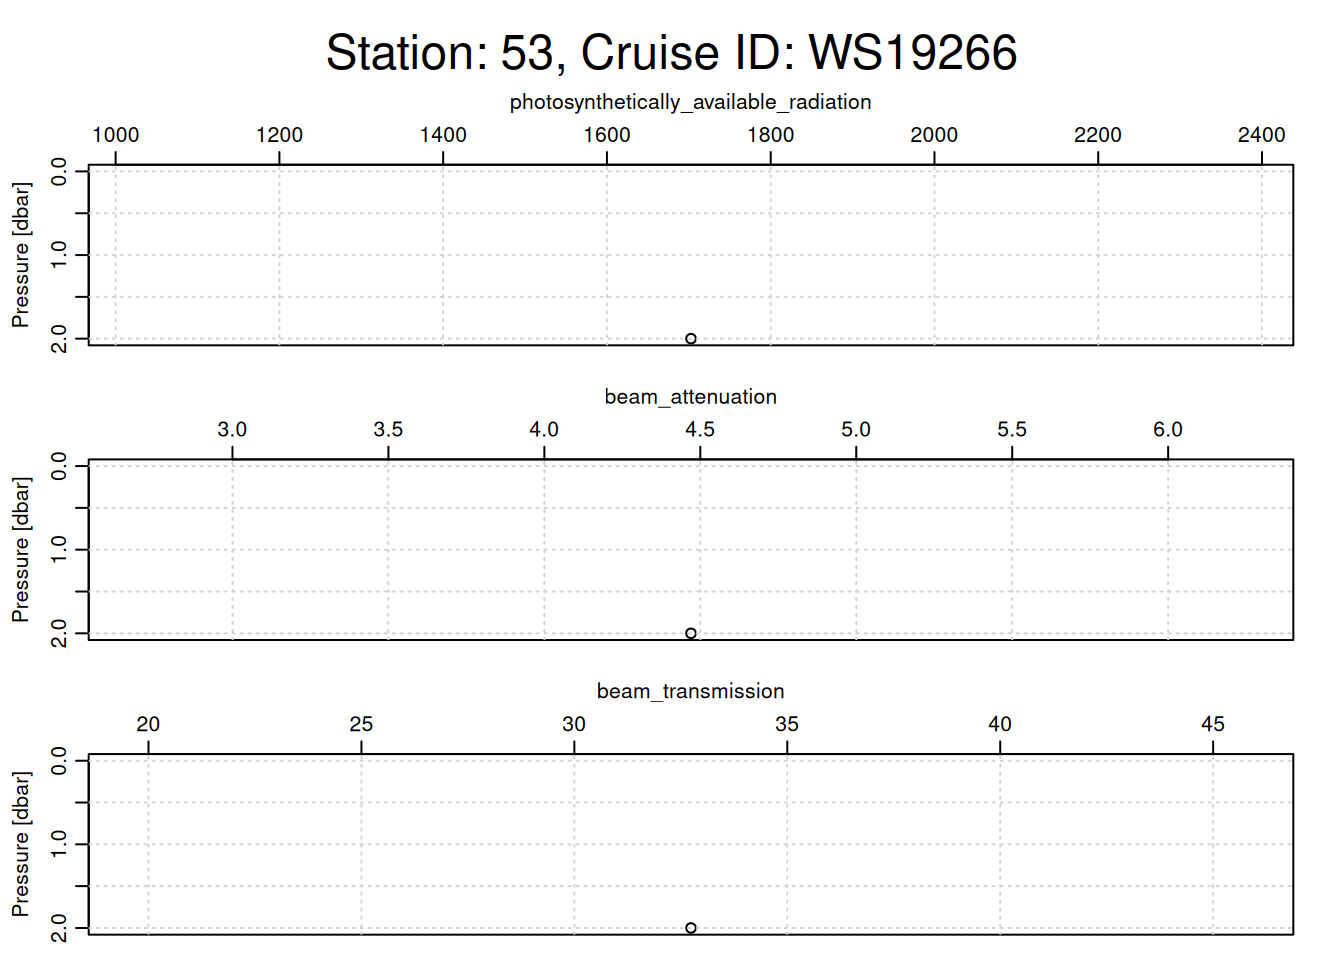 Station: 53, Cruise ID: WS19266
photosynthetically_available_radiation
1000 1200 1400 1600 1800 2000 2200 2400
Pressure [dbar]
0.0
1.0
2.0
beam_attenuation
3.0 3.5 4.0 4.5 5.0 5.5 6.0
Pressure [dbar]
0.0
1.0
2.0
beam_transmission
20 25 30 35 40 45
Pressure [dbar]
0.0
1.0
2.0